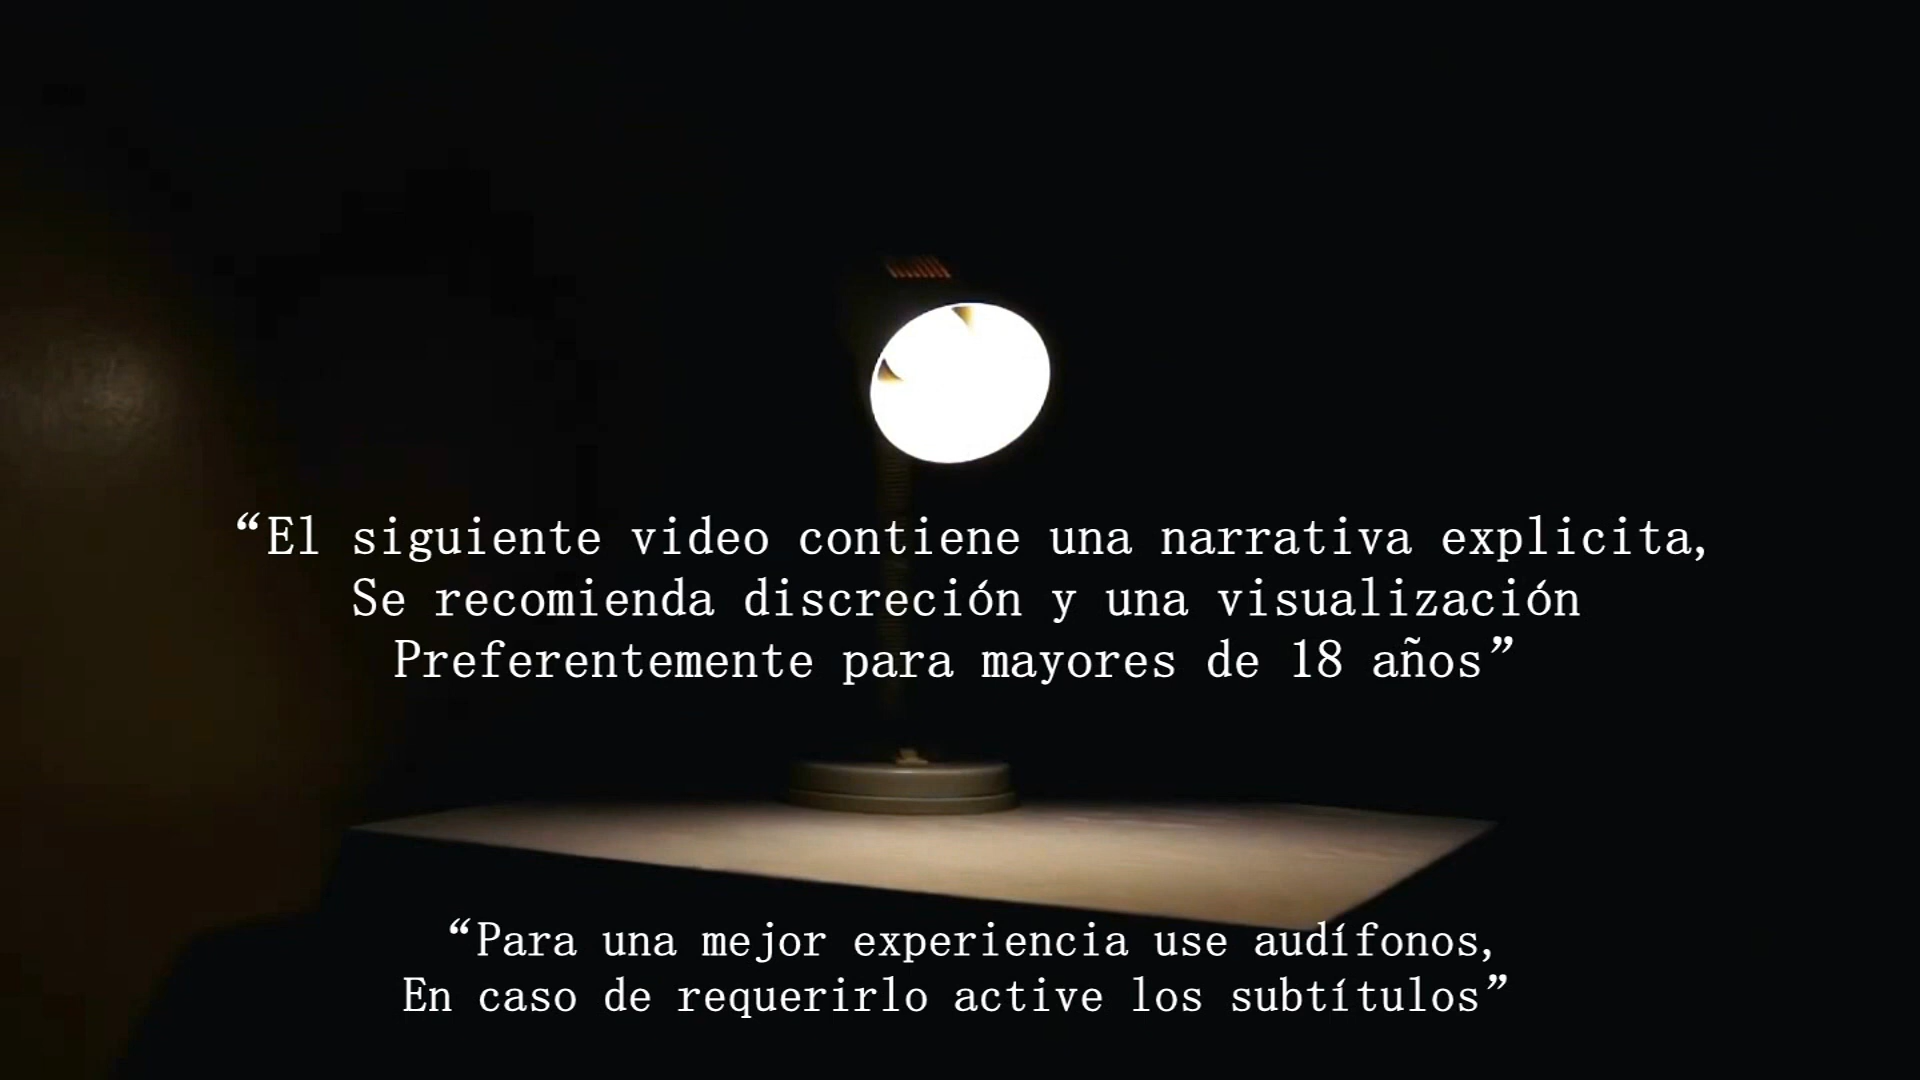 “El siguiente video contiene una narrativa explicita,
Se recomienda discreción y una visualización
Preferentemente para mayores de 18 años”
“Para una mejor experiencia use audífonos,
En caso de requerirlo active los subtítulos”